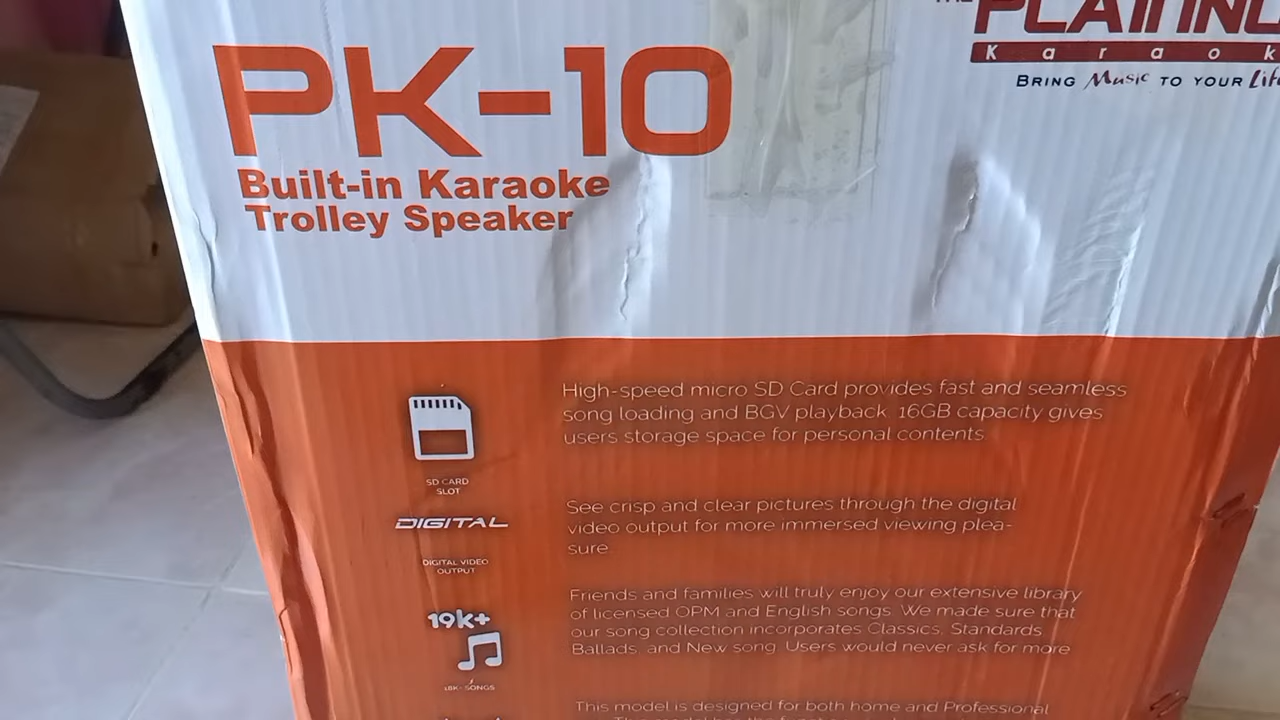 THE PLATINU
Karaok
BRING Music TO YOUR Life
PK-10
Built-in Karaoke
Trolley Speaker
High-speed micro SD Card provides fast and seamless
song loading and BGV playback. 16GB capacity gives
users storage space for personal contents.
SD CARD
SLOT
See crisp and clear pictures through the digital
video output for more immersed viewing plea-
sure.
DIGITAL
DIGITAL VIDEO
OUTPUT
Friends and families will truly enjoy our extensive library
of licensed OPM and English songs. We made sure that
our song collection incorporates Classics, Standards
Ballads, and New song. Users would never ask for more
19k+
18K+ SONGS
This model is designed for both home and Professional